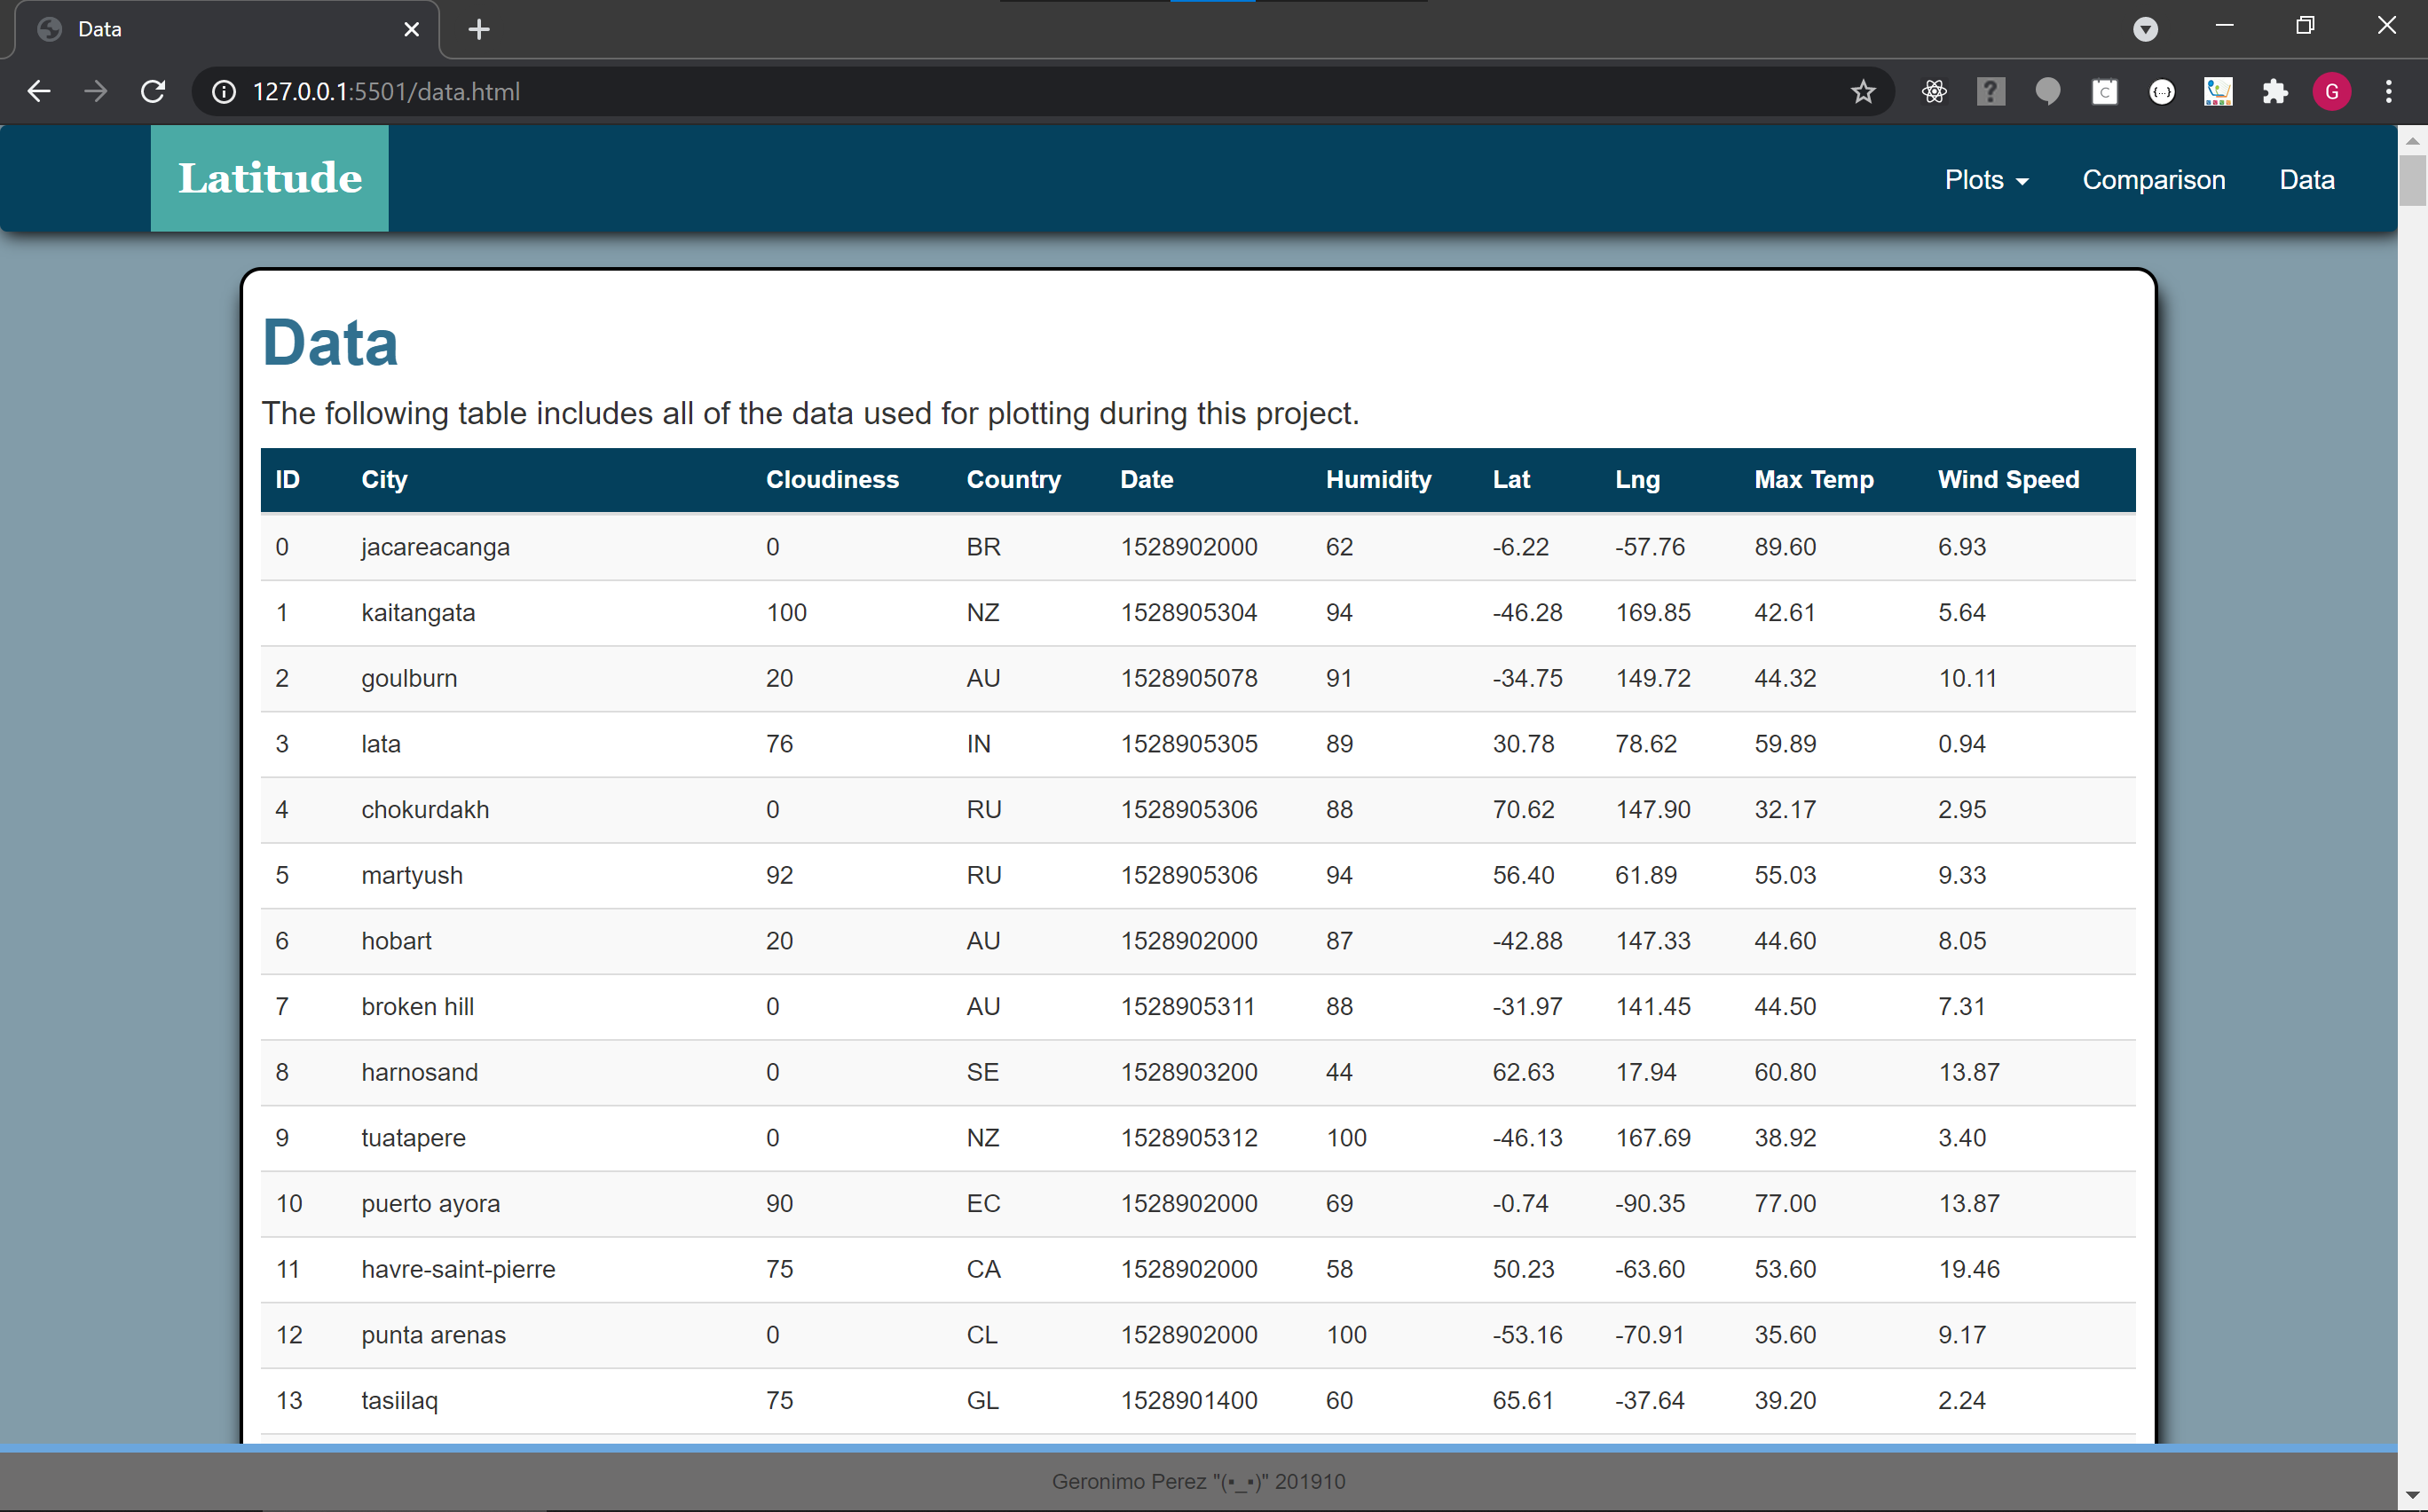 Data
127.0.0.1:5501/data.html
G
Latitude
Plots Comparison Data
Data
The following table includes all of the data used for plotting during this project.
ID City Cloudiness Country Date Humidity Lat Lng Max Temp Wind Speed
0 jacareacanga 0 BR 1528902000 62 -6.22 -57.76 89.60 6.93
1 kaitangata 100 NZ 1528905304 94 -46.28 169.85 42.61 5.64
2 goulburn 20 AU 1528905078 91 -34.75 149.72 44.32 10.11
3 lata 76 IN 1528905305 89 30.78 78.62 59.89 0.94
4 chokurdakh 0 RU 1528905306 88 70.62 147.90 32.17 2.95
5 martyush 92 RU 1528905306 94 56.40 61.89 55.03 9.33
6 hobart 20 AU 1528902000 87 -42.88 147.33 44.60 8.05
7 broken hill 0 AU 1528905311 88 -31.97 141.45 44.50 7.31
8 harnosand 0 SE 1528903200 44 62.63 17.94 60.80 13.87
9 tuatapere 0 NZ 1528905312 100 -46.13 167.69 38.92 3.40
10 puerto ayora 90 EC 1528902000 69 -0.74 -90.35 77.00 13.87
11 havre-saint-pierre 75 CA 1528902000 58 50.23 -63.60 53.60 19.46
12 punta arenas 0 CL 1528902000 100 -53.16 -70.91 35.60 9.17
13 tasiilaq 75 GL 1528901400 60 65.61 -37.64 39.20 2.24
Geronimo Perez "(▪_▪)" 201910